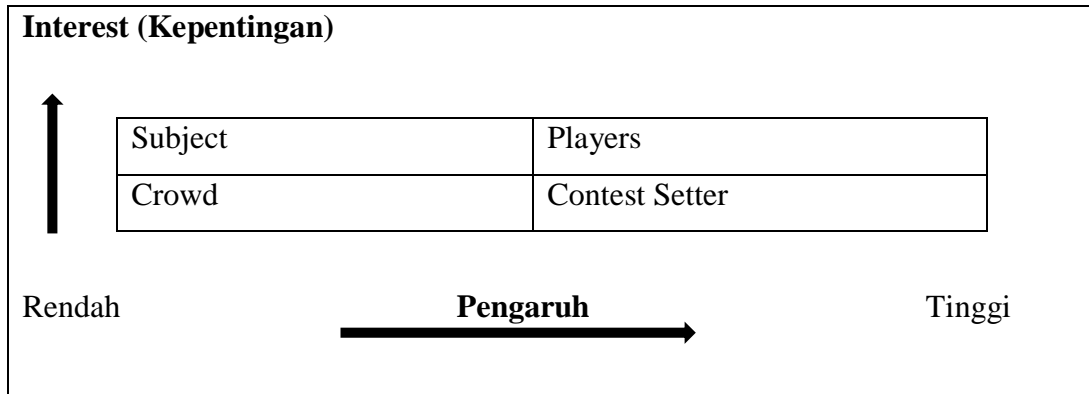 Interest (Kepentingan)
Subject Players
Crowd Contest Setter
Rendah Pengaruh Tinggi